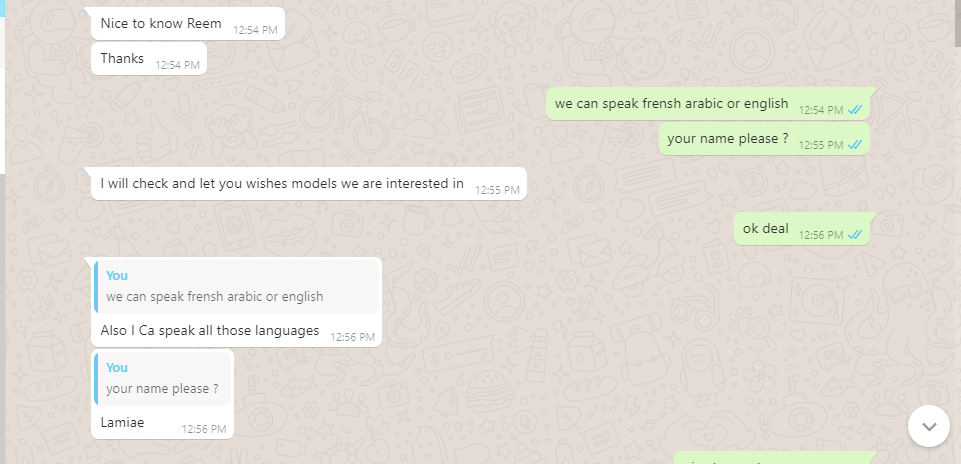 Nice to know Reem 12:54 PM
Thanks 12:54 PM
we can speak frensh arabic or english 12:54 PM
your name please ? 12:55 PM
I will check and let you wishes models we are interested in 12:55 PM
ok deal 12:56 PM
You
we can speak frensh arabic or english
Also I Ca speak all those languages 12:56 PM
You
your name please ?
Lamiae 12:56 PM